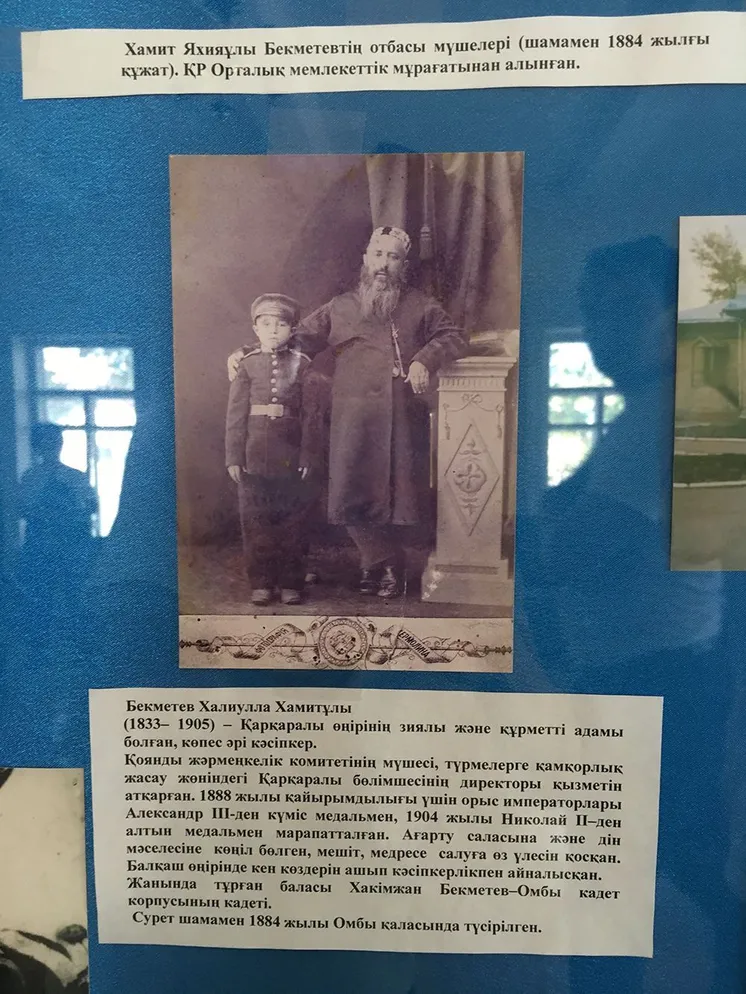 Хамит Яхияұлы Бекметевтің отбасы мүшелері (шамамен 1884 жылғы
құжат). ҚР Орталық мемлекеттік мұрағатынан алынған.
ЕРМОЛИНА
Бекметев Халиулла Хамитұлы
(1833– 1905) – Қарқаралы өңірінің зиялы және құрметті адамы
болған, көпес әрі кәсіпкер.
Қоянды жәрмеңкелік комитетінің мүшесі, түрмелерге қамқорлық
жасау жөніндегі Қарқаралы бөлімшесінің директоры қызметін
атқарған. 1888 жылы қайырымдылығы үшін орыс императорлары
Александр III-ден күміс медальмен, 1904 жылы Николай II–ден
алтын медальмен марапатталған. Ағарту саласына және дін
мәселесіне көңіл бөлген, мешіт, медресе салуға өз үлесін қосқан.
Балқаш өңірінде кен көздерін ашып кәсіпкерлікпен айналысқан.
Жанында тұрған баласы Хакімжан Бекметев–Омбы кадет
корпусының кадеті.
Сурет шамамен 1884 жылы Омбы қаласында түсірілген.